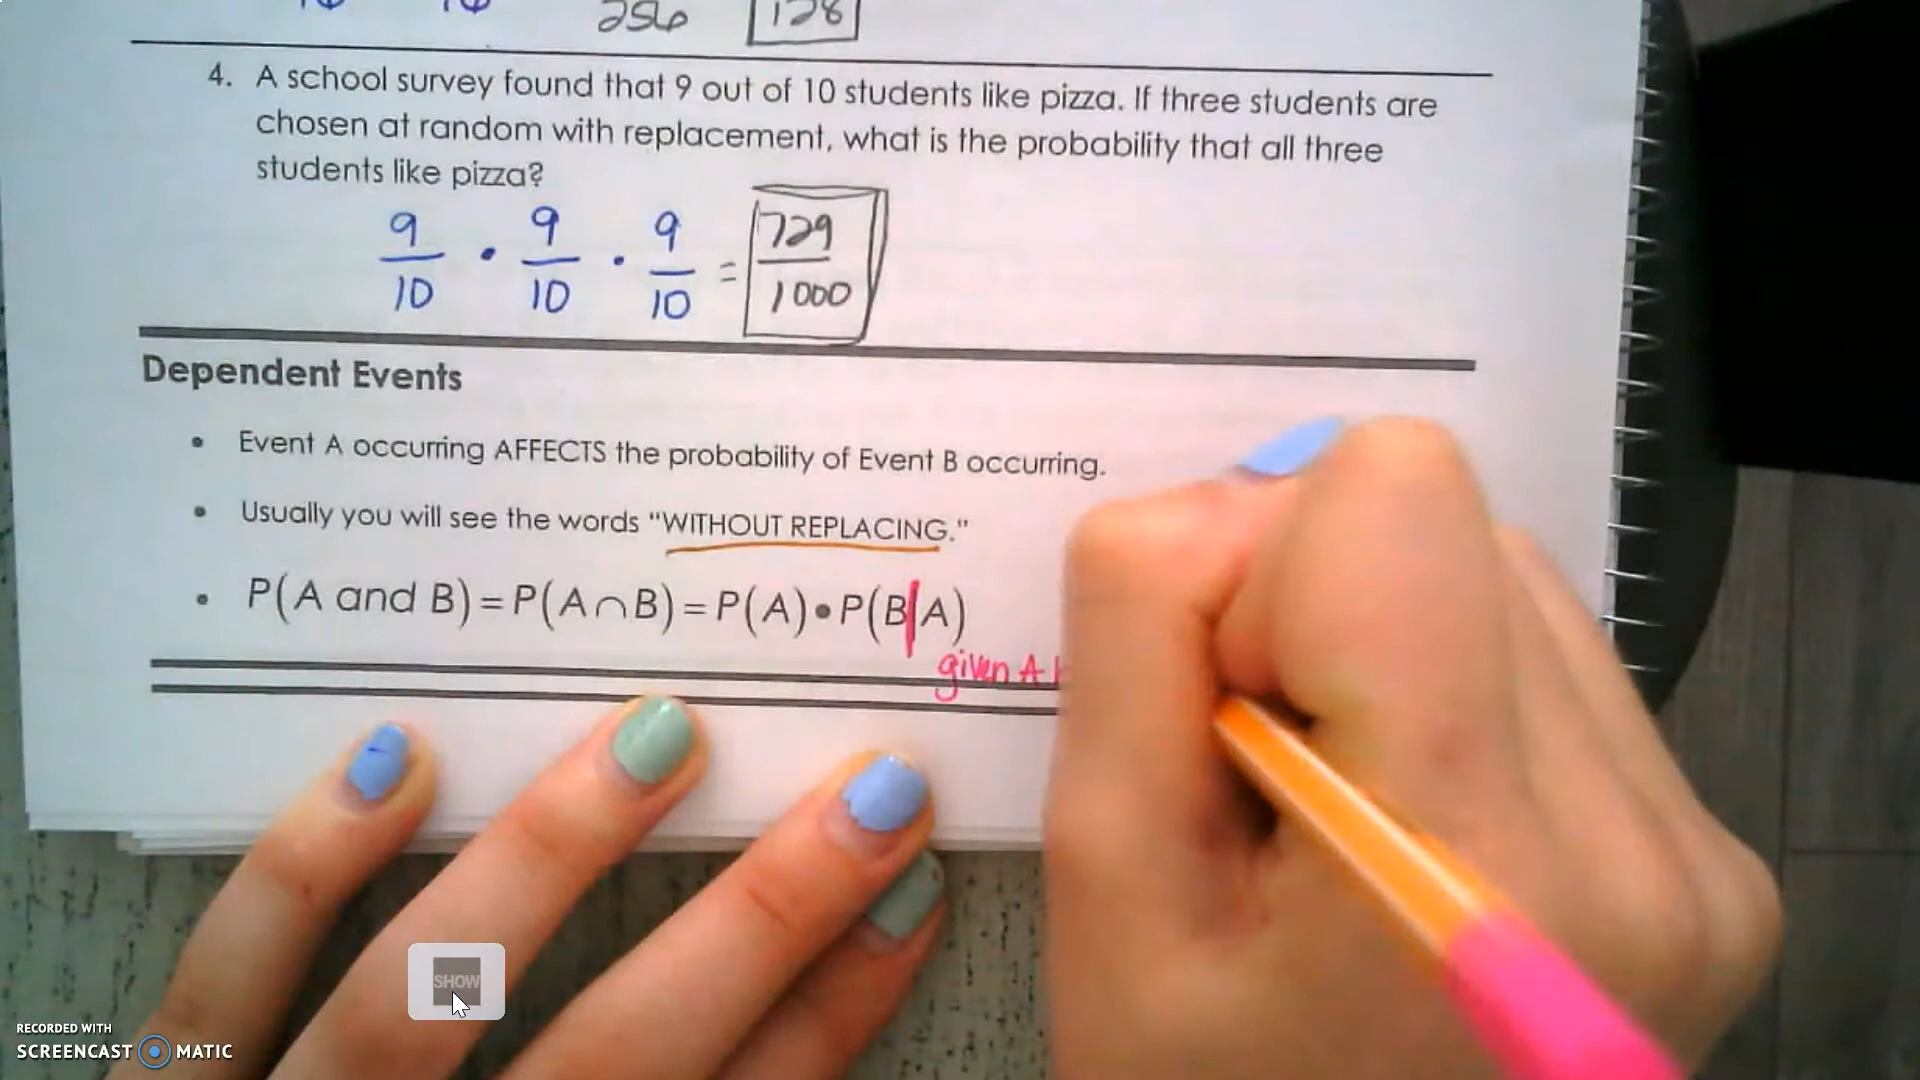 256 128
4. A school survey found that 9 out of 10 students like pizza. If three students are
chosen at random with replacement, what is the probability that all three
students like pizza?
9/10 • 9/10 • 9/10 = 729/1000
Dependent Events
• Event A occurring AFFECTS the probability of Event B occurring.
• Usually you will see the words "WITHOUT REPLACING."
• P(A and B) = P(A∩B) = P(A)•P(B|A)
given A
SHOW
RECORDED WITH
SCREENCAST MATIC